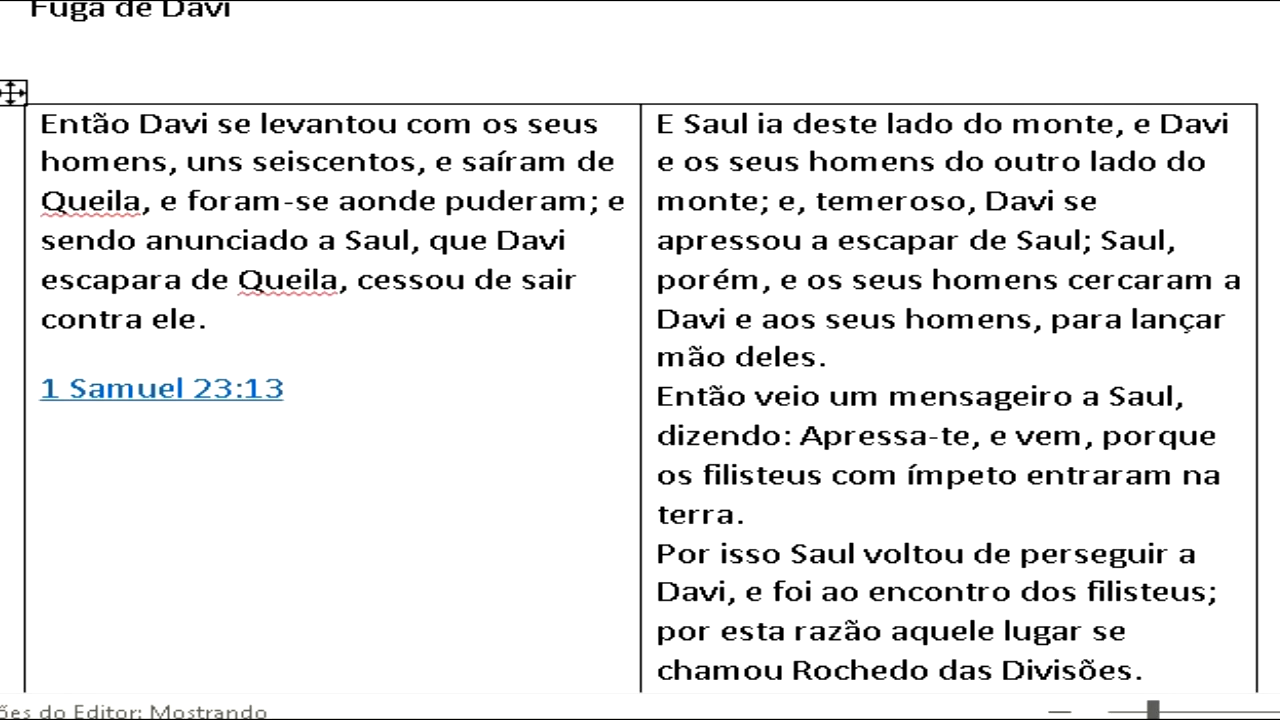 Fuga de Davi
Então Davi se levantou com os seus
homens, uns seiscentos, e saíram de
Queila, e foram-se aonde puderam; e
sendo anunciado a Saul, que Davi
escapara de Queila, cessou de sair
contra ele.
1 Samuel 23:13
E Saul ia deste lado do monte, e Davi
e os seus homens do outro lado do
monte; e, temeroso, Davi se
apressou a escapar de Saul; Saul,
porém, e os seus homens cercaram a
Davi e aos seus homens, para lançar
mão deles.
Então veio um mensageiro a Saul,
dizendo: Apressa-te, e vem, porque
os filisteus com ímpeto entraram na
terra.
Por isso Saul voltou de perseguir a
Davi, e foi ao encontro dos filisteus;
por esta razão aquele lugar se
chamou Rochedo das Divisões.
ões do Editor: Mostrando